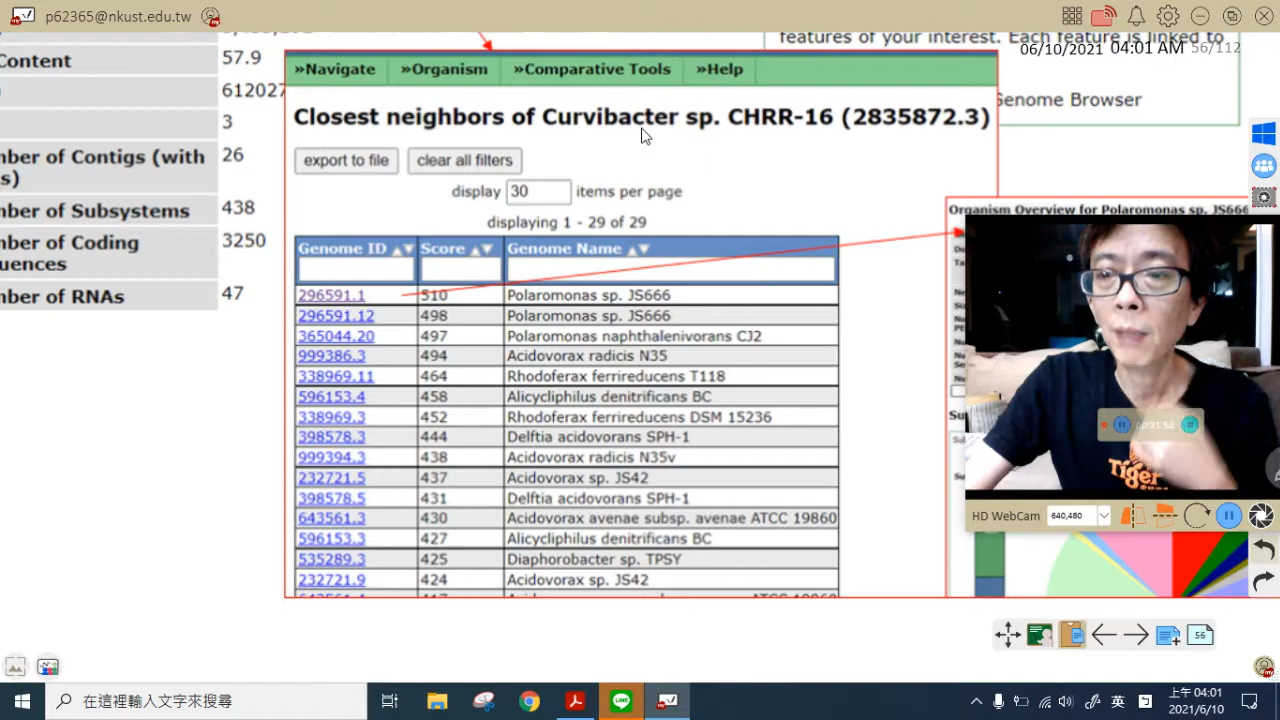 p62365@nkust.edu.tw
features of your interest. Each feature is linked to
06/10/2021 04:01 AM 56/112
Content 57.9
612027
3
nber of Contigs (with 26
s)
mber of Subsystems 438
mber of Coding 3250
uences
mber of RNAs 47
Genome Browser
»Navigate »Organism »Comparative Tools »Help
Closest neighbors of Curvibacter sp. CHRR-16 (2835872.3)
export to file clear all filters
display 30 items per page
displaying 1 - 29 of 29
Genome ID Score Genome Name
296591.1 510 Polaromonas sp. JS666
296591.12 498 Polaromonas sp. JS666
365044.20 497 Polaromonas naphthalenivorans CJ2
999386.3 494 Acidovorax radicis N35
338969.11 464 Rhodoferax ferrireducens T118
596153.4 458 Alicycliphilus denitrificans BC
338969.3 452 Rhodoferax ferrireducens DSM 15236
398578.3 444 Delftia acidovorans SPH-1
999394.3 438 Acidovorax radicis N35v
232721.5 437 Acidovorax sp. JS42
398578.5 431 Delftia acidovorans SPH-1
643561.3 430 Acidovorax avenae subsp. avenae ATCC 19860
596153.3 427 Alicycliphilus denitrificans BC
535289.3 425 Diaphorobacter sp. TPSY
232721.9 424 Acidovorax sp. JS42
Organism Overview for Polaromonas sp. JS666
Tiger
HD WebCam 640,480
56
在這裡輸入文字來搜尋
LINE
英
上午 04:01
2021/6/10